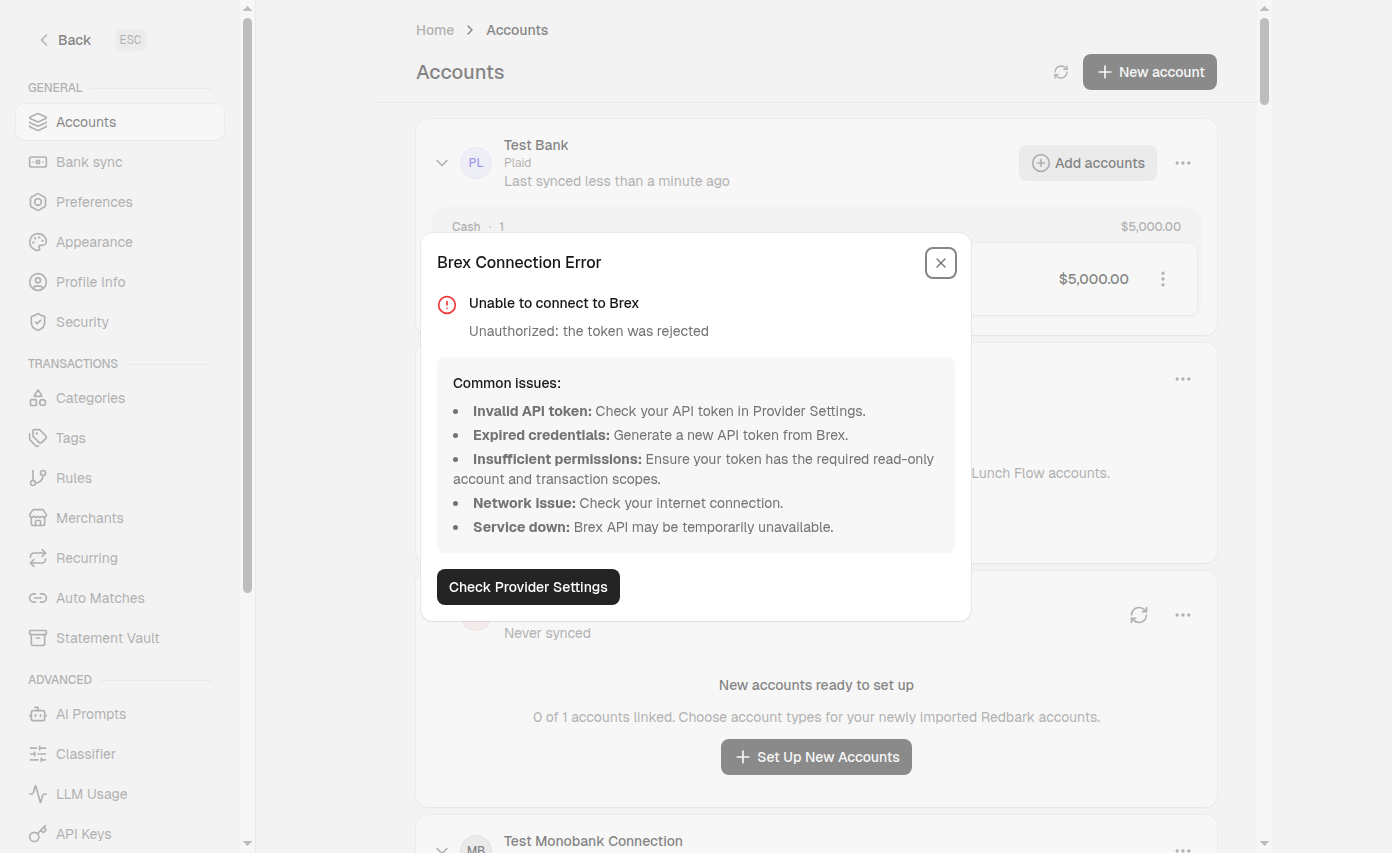 Back ESC
GENERAL
Accounts
Bank sync
Preferences
Appearance
Profile Info
Security
TRANSACTIONS
Categories
Tags
Rules
Merchants
Recurring
Auto Matches
Statement Vault
ADVANCED
AI Prompts
Classifier
LLM Usage
API Keys
Home > Accounts
Accounts
New account
PL
Test Bank
Plaid
Last synced less than a minute ago
Add accounts
Cash · 1
$5,000.00
$5,000.00
Brex Connection Error
Unable to connect to Brex
Unauthorized: the token was rejected
Common issues:
• Invalid API token: Check your API token in Provider Settings.
• Expired credentials: Generate a new API token from Brex.
• Insufficient permissions: Ensure your token has the required read-only
account and transaction scopes.
• Network issue: Check your internet connection.
• Service down: Brex API may be temporarily unavailable.
Check Provider Settings
Lunch Flow accounts.
Never synced
New accounts ready to set up
0 of 1 accounts linked. Choose account types for your newly imported Redbark accounts.
Set Up New Accounts
MB
Test Monobank Connection